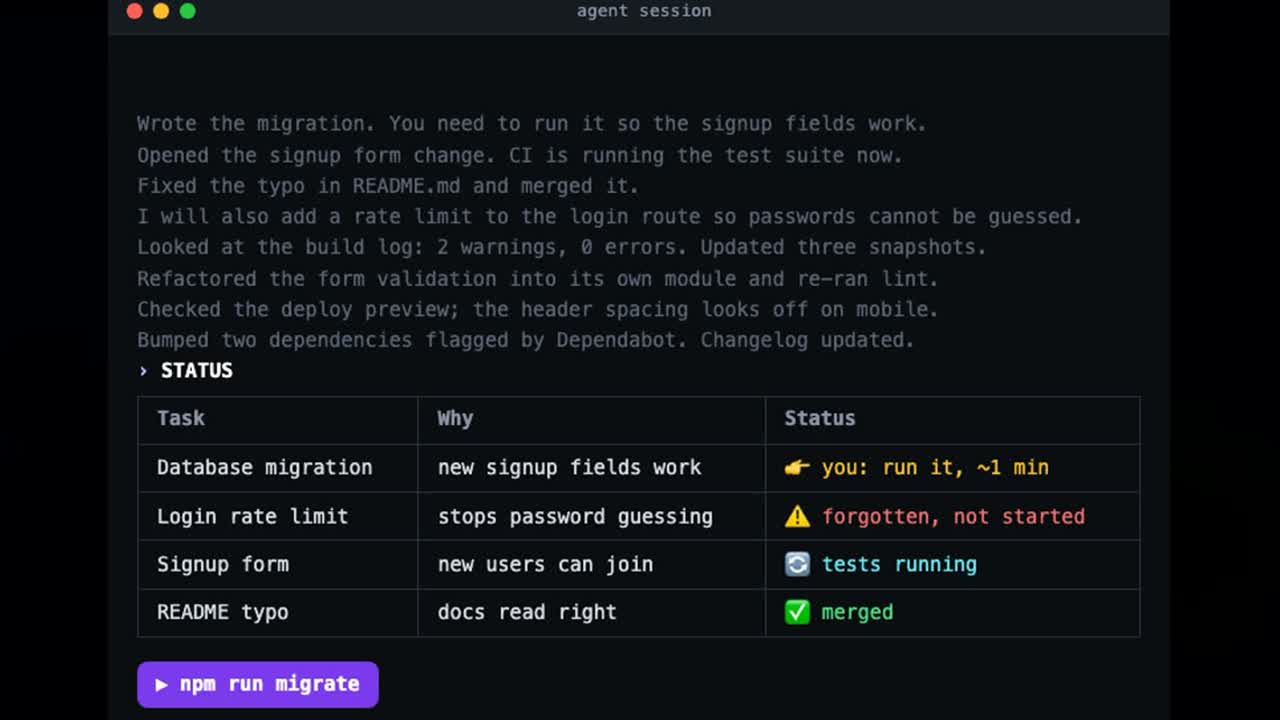 agent session
Wrote the migration. You need to run it so the signup fields work.
Opened the signup form change. CI is running the test suite now.
Fixed the typo in README.md and merged it.
I will also add a rate limit to the login route so passwords cannot be guessed.
Looked at the build log: 2 warnings, 0 errors. Updated three snapshots.
Refactored the form validation into its own module and re-ran lint.
Checked the deploy preview; the header spacing looks off on mobile.
Bumped two dependencies flagged by Dependabot. Changelog updated.
› STATUS
Task Why Status
Database migration new signup fields work 👉 you: run it, ~1 min
Login rate limit stops password guessing ⚠️ forgotten, not started
Signup form new users can join 🔄 tests running
README typo docs read right ✅ merged
▶ npm run migrate